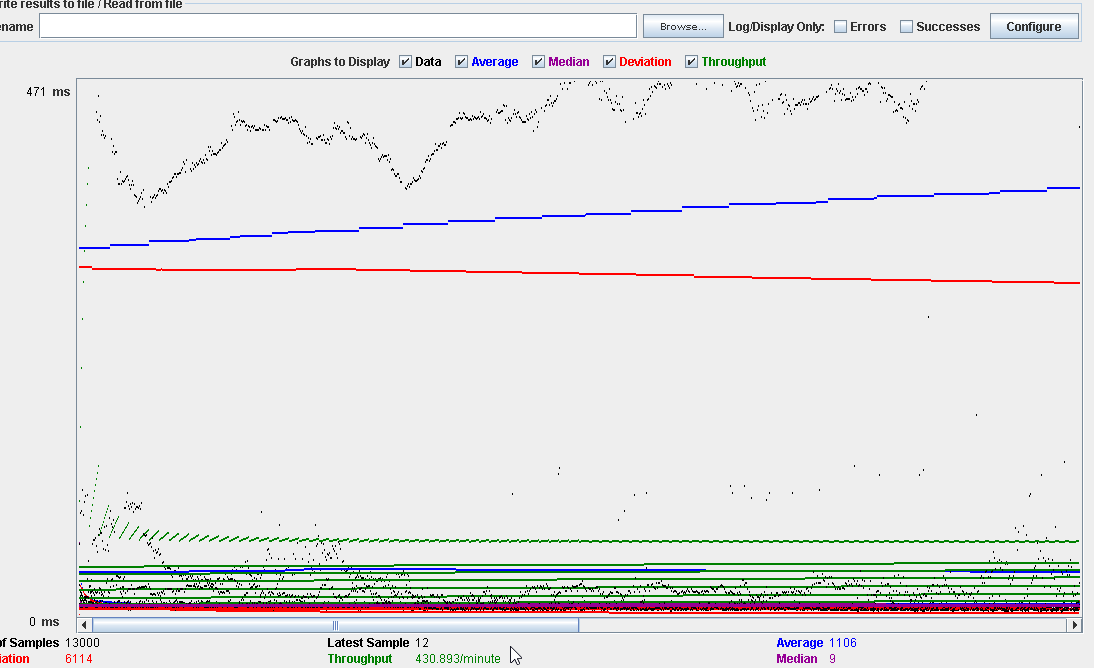 rite results to file / Read from file
ename Browse... Log/Display Only: Errors Successes Configure
Graphs to Display Data Average Median Deviation Throughput
471 ms
0 ms
of Samples 13000 Latest Sample 12 Average 1106
iation 6114 Throughput 430.893/minute Median 9